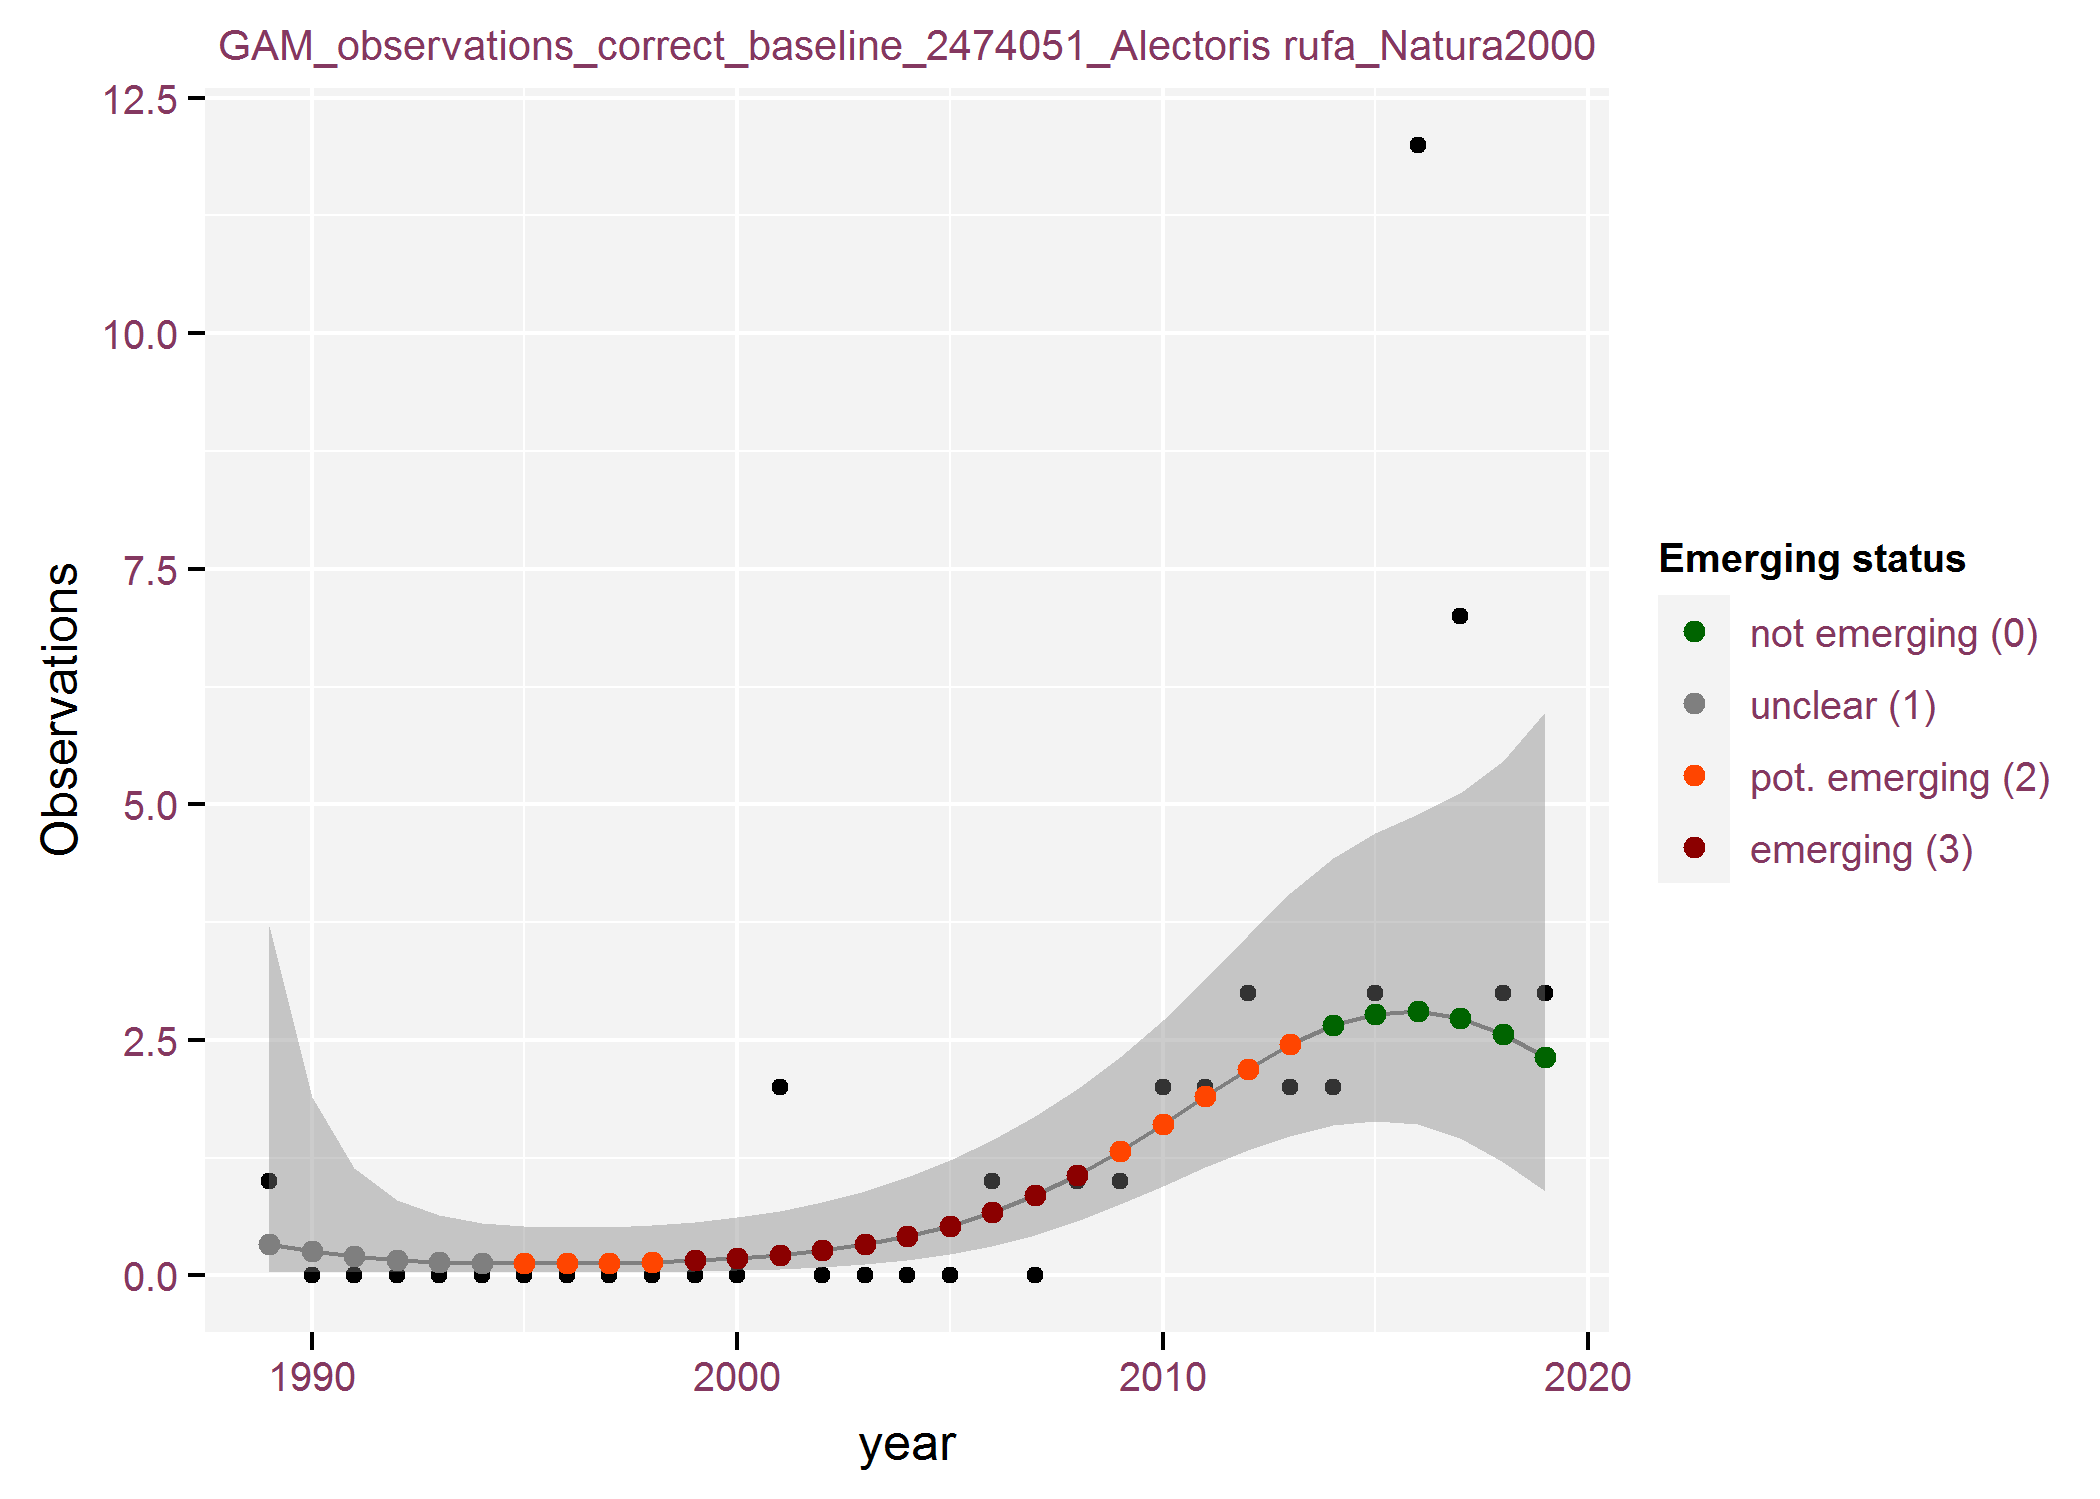 GAM_observations_correct_baseline_2474051_Alectoris rufa_Natura2000
12.5
10.0
7.5
5.0
2.5
0.0
Observations
1990
2000
2010
2020
year
Emerging status
not emerging (0)
unclear (1)
pot. emerging (2)
emerging (3)